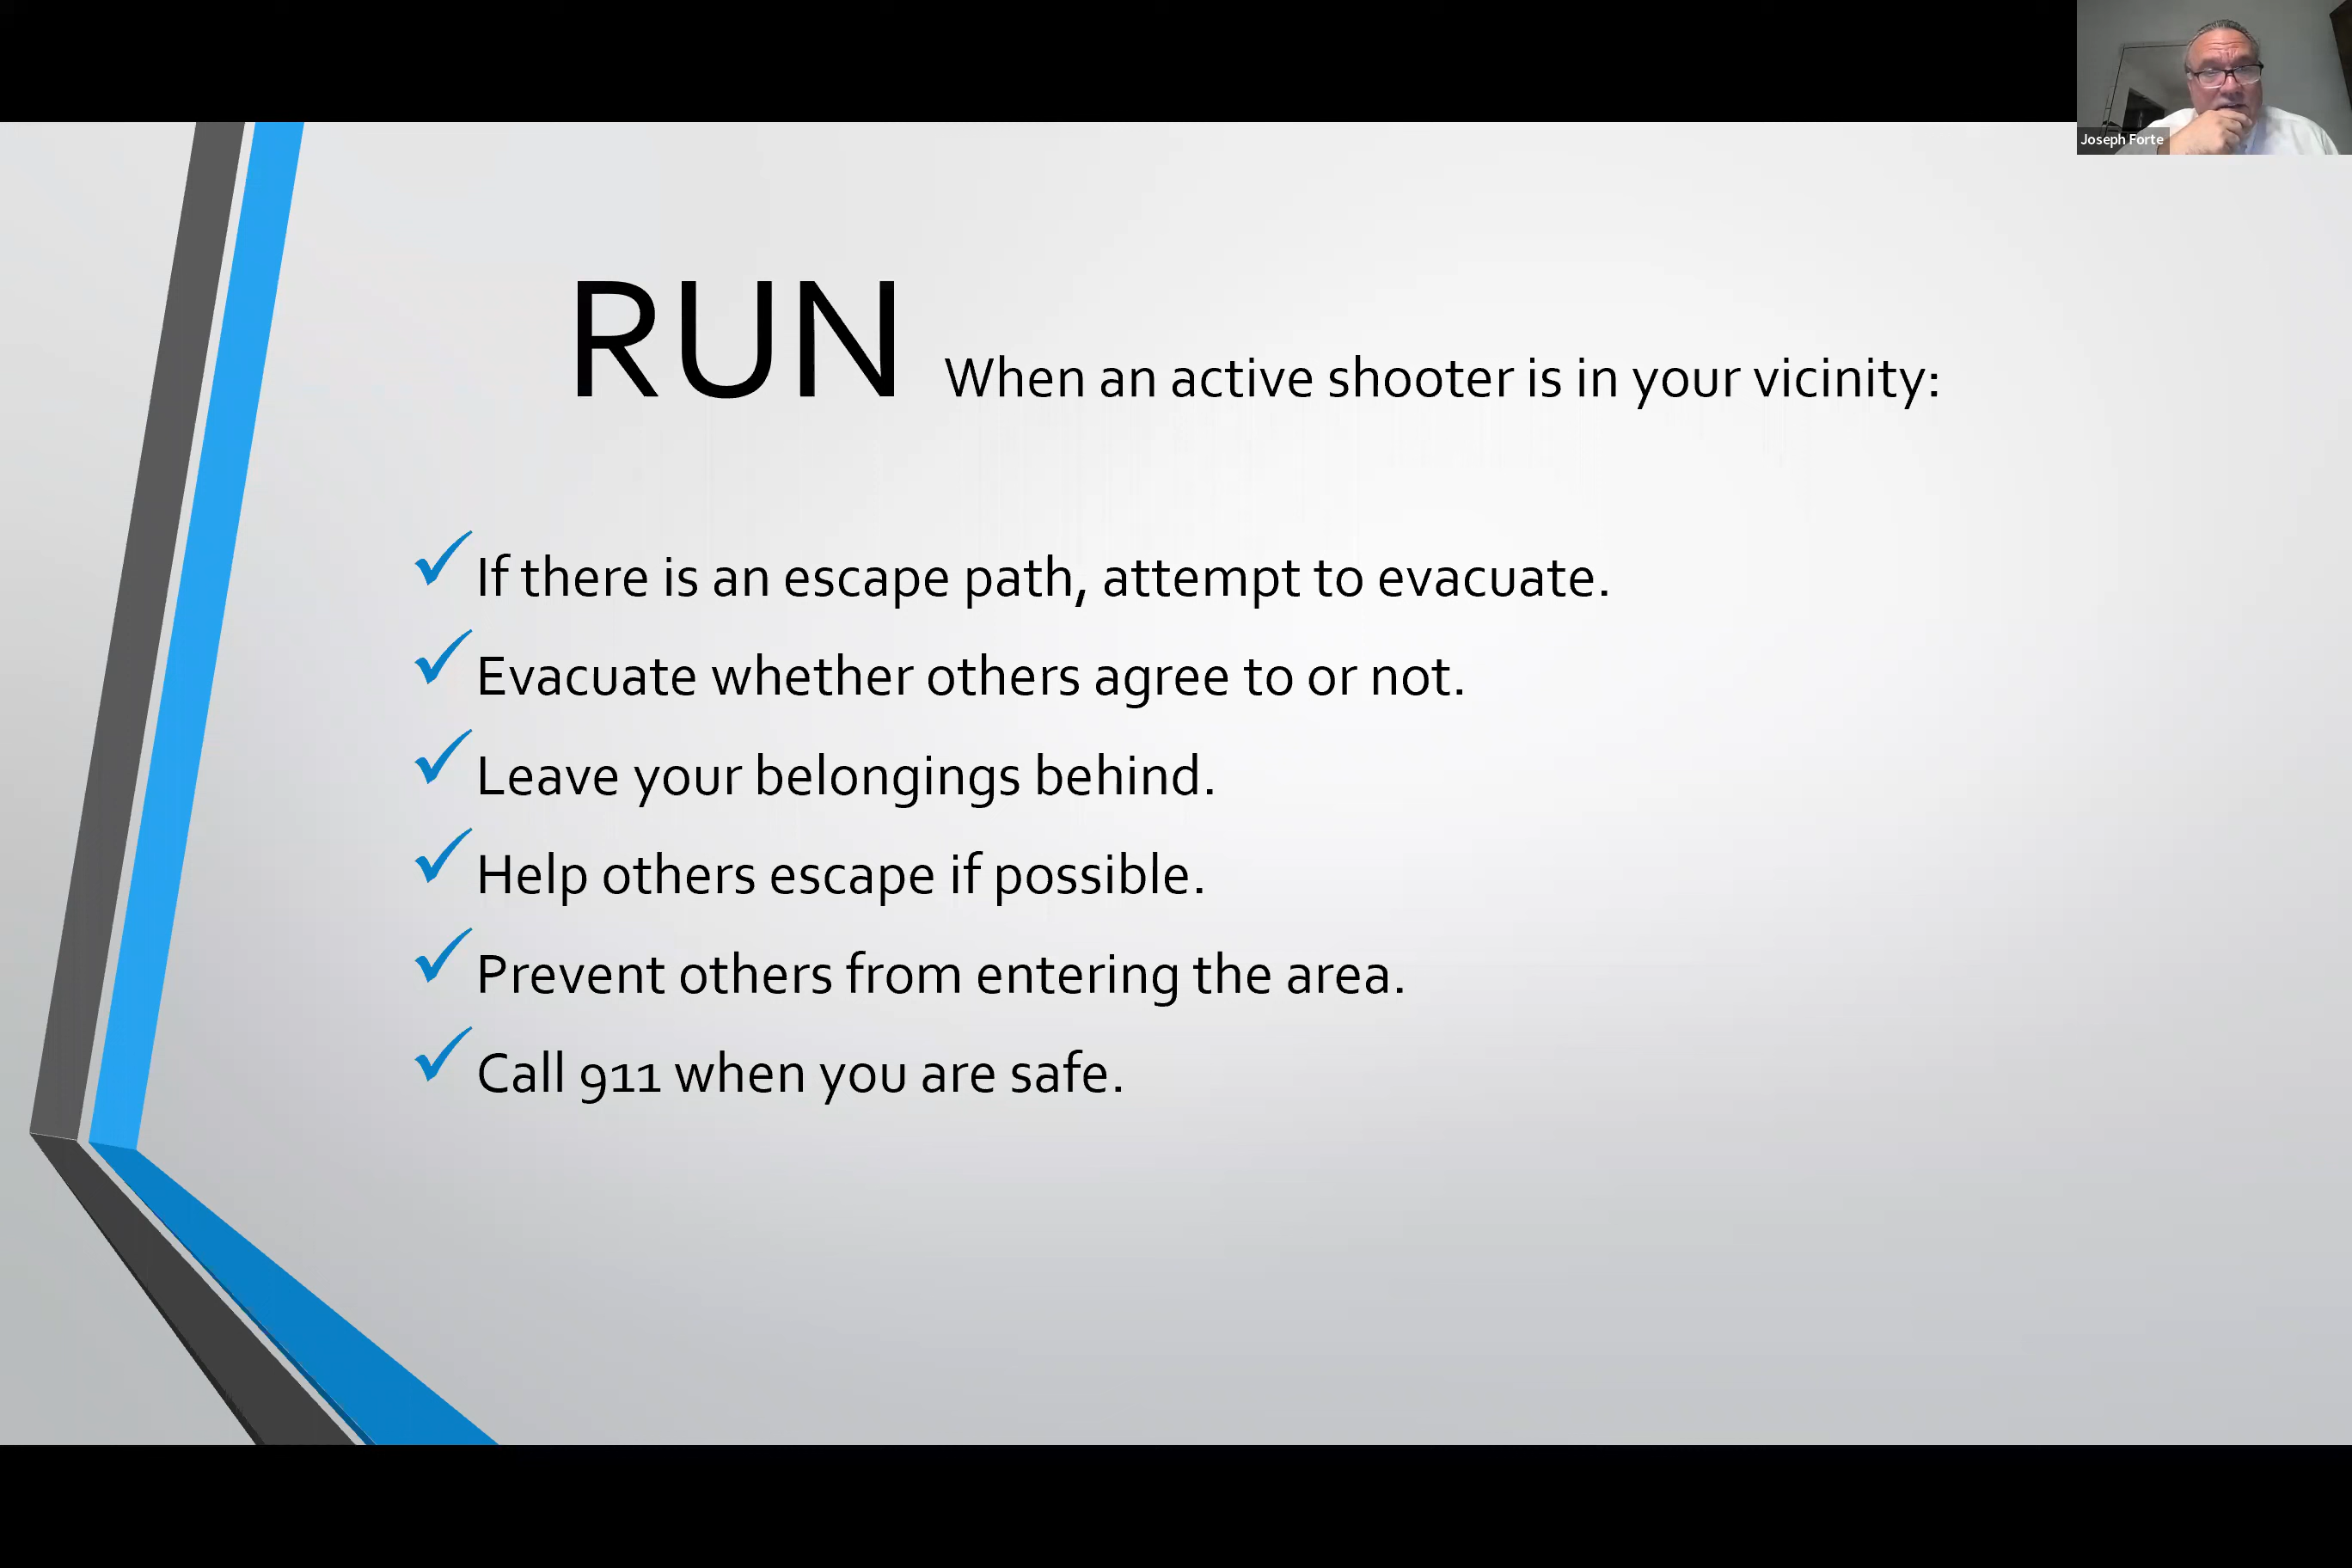 Joseph Forte
RUN When an active shooter is in your vicinity:
If there is an escape path, attempt to evacuate.
Evacuate whether others agree to or not.
Leave your belongings behind.
Help others escape if possible.
Prevent others from entering the area.
Call 911 when you are safe.